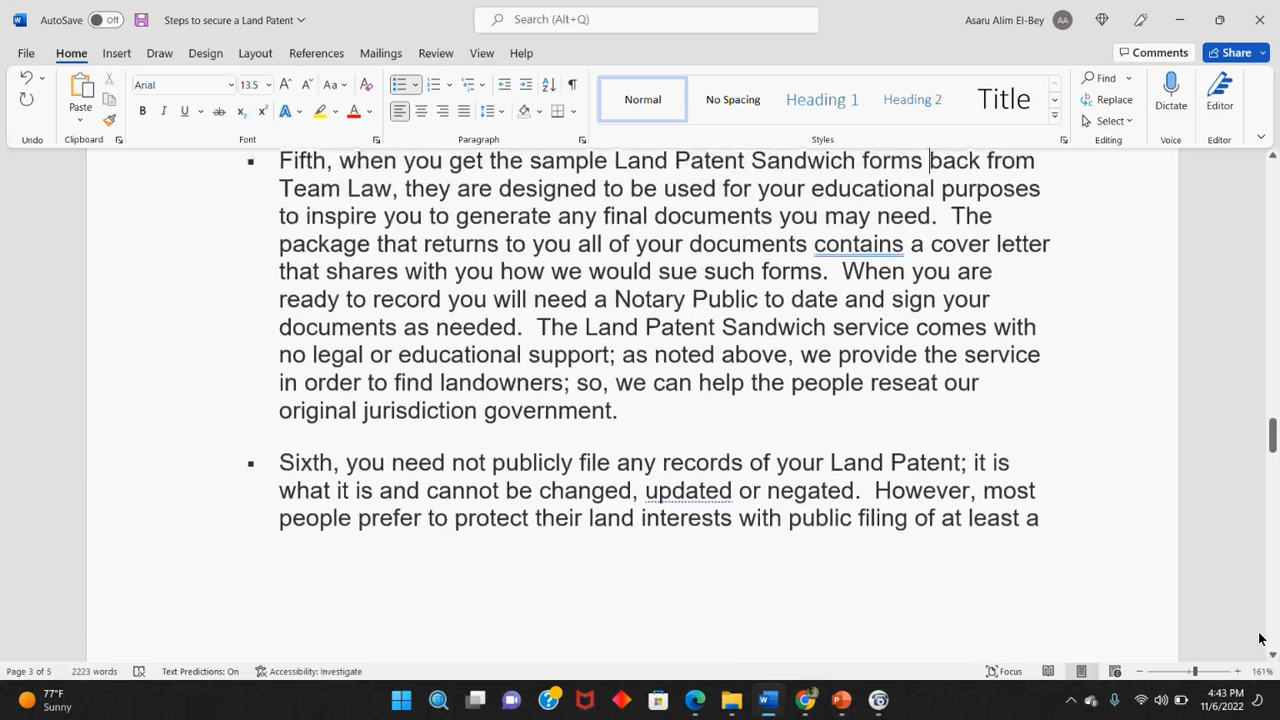 AutoSave Off Steps to secure a Land Patent Search (Alt+Q) Asaru Alim El-Bey AA
File Home Insert Draw Design Layout References Mailings Review View Help Comments Share
Arial 13.5 A A Aa A Find
Paste Normal No Spacing Heading 1 Heading 2 Title Replace Dictate Editor
B I U ab x2 x2 A A Select
Undo Clipboard Font Paragraph Styles Editing Voice Editor
▪ Fifth, when you get the sample Land Patent Sandwich forms back from
Team Law, they are designed to be used for your educational purposes
to inspire you to generate any final documents you may need. The
package that returns to you all of your documents contains a cover letter
that shares with you how we would sue such forms. When you are
ready to record you will need a Notary Public to date and sign your
documents as needed. The Land Patent Sandwich service comes with
no legal or educational support; as noted above, we provide the service
in order to find landowners; so, we can help the people reseat our
original jurisdiction government.
▪ Sixth, you need not publicly file any records of your Land Patent; it is
what it is and cannot be changed, updated or negated. However, most
people prefer to protect their land interests with public filing of at least a
Page 3 of 5 2223 words Text Predictions: On Accessibility: Investigate Focus 161%
77°F 4:43 PM
Sunny 11/6/2022